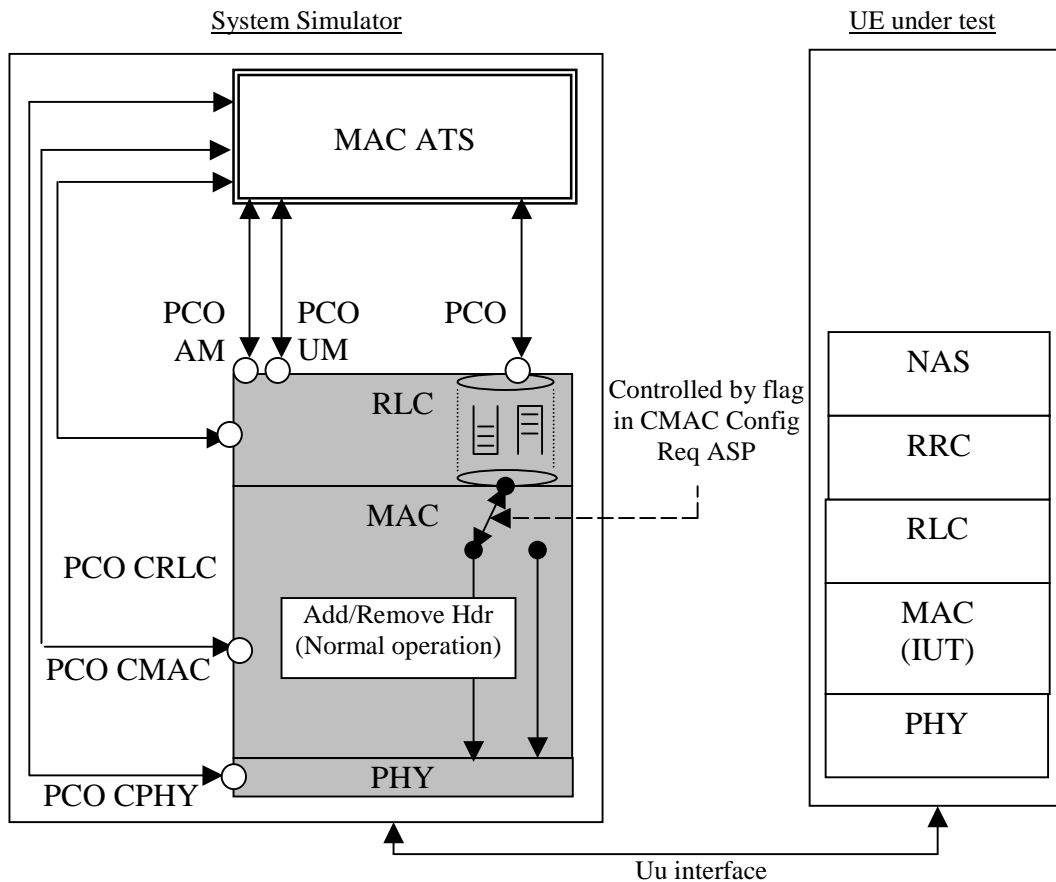 System Simulator
UE under test
MAC ATS
PCO
AM
PCO
UM
PCO
RLC
Controlled by flag
in CMAC Config
Req ASP
MAC
PCO CRLC
Add/Remove Hdr
(Normal operation)
PCO CMAC
PHY
PCO CPHY
NAS
RRC
RLC
MAC
(IUT)
PHY
Uu interface